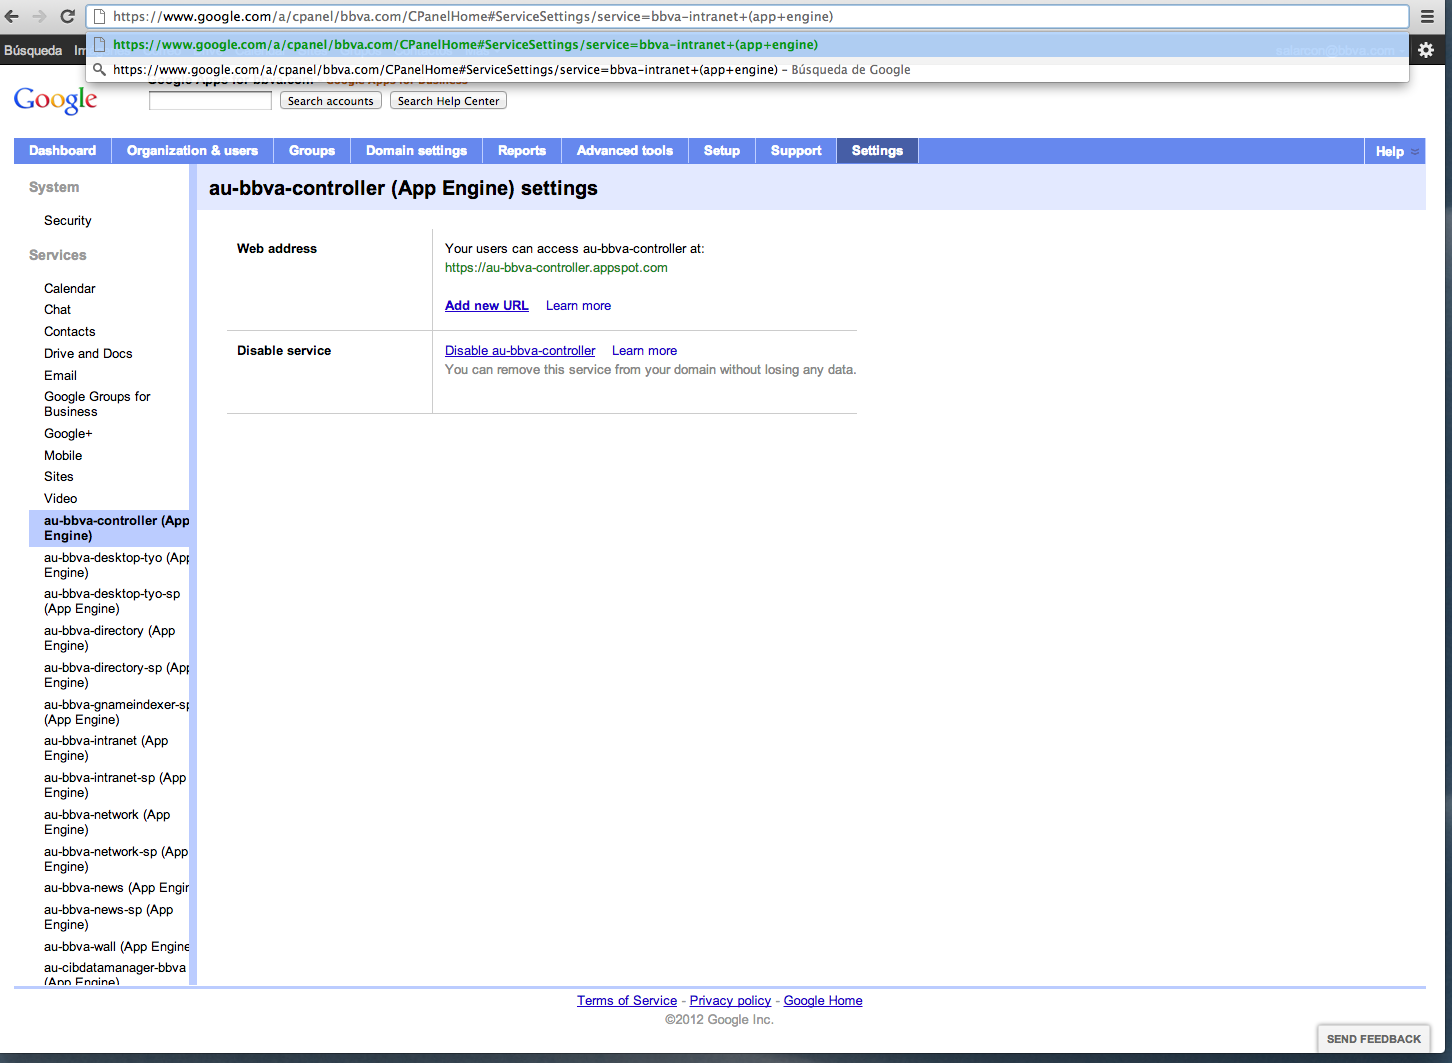 https://www.google.com/a/cpanel/bbva.com/CPanelHome#ServiceSettings/service=bbva-intranet+(app+engine)
https://www.google.com/a/cpanel/bbva.com/CPanelHome#ServiceSettings/service=bbva-intranet+(app+engine)
https://www.google.com/a/cpanel/bbva.com/CPanelHome#ServiceSettings/service=bbva-intranet+(app+engine) – Búsqueda de Google
Búsqueda
Google
Search accounts
Search Help Center
Dashboard
Organization & users
Groups
Domain settings
Reports
Advanced tools
Setup
Support
Settings
Help
System
Security
Services
Calendar
Chat
Contacts
Drive and Docs
Email
Google Groups for
Business
Google+
Mobile
Sites
Video
au-bbva-controller (App
Engine)
au-bbva-desktop-tyo (App
Engine)
au-bbva-desktop-tyo-sp
(App Engine)
au-bbva-directory (App
Engine)
au-bbva-directory-sp (App
Engine)
au-bbva-gnameindexer-sp
(App Engine)
au-bbva-intranet (App
Engine)
au-bbva-intranet-sp (App
Engine)
au-bbva-network (App
Engine)
au-bbva-network-sp (App
Engine)
au-bbva-news (App Engin
au-bbva-news-sp (App
Engine)
au-bbva-wall (App Engine
au-cibdatamanager-bbva
(App Engine)
au-bbva-controller (App Engine) settings
Web address
Your users can access au-bbva-controller at:
https://au-bbva-controller.appspot.com
Add new URL Learn more
Disable service
Disable au-bbva-controller Learn more
You can remove this service from your domain without losing any data.
Terms of Service - Privacy policy - Google Home
©2012 Google Inc.
SEND FEEDBACK